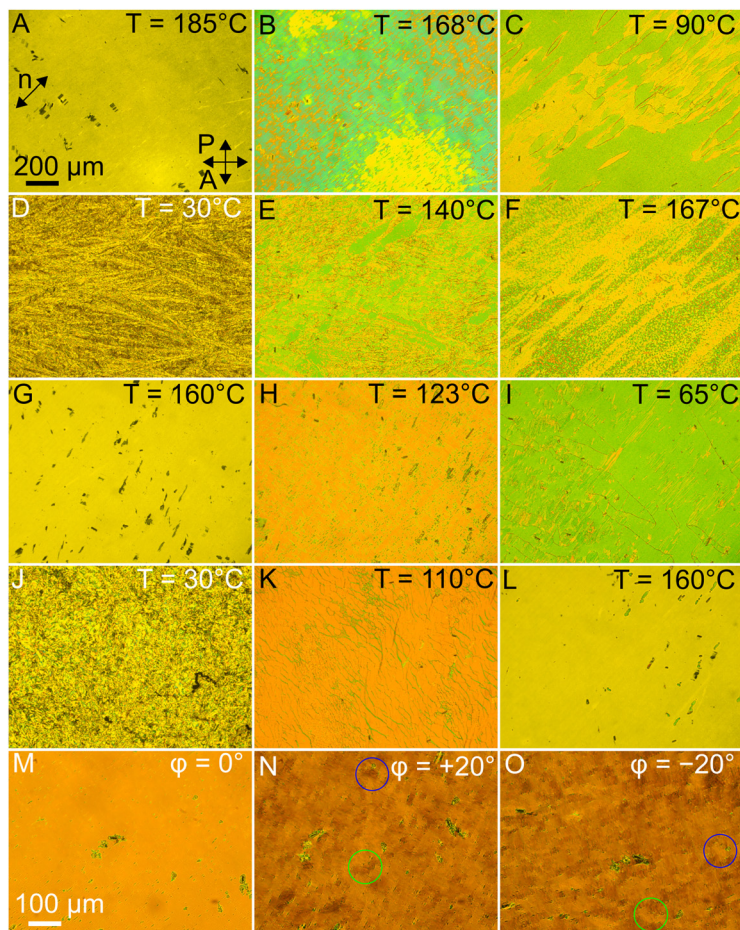 A T = 185°C
n
P
A
200 μm
B T = 168°C
C T = 90°C
D T = 30°C
E T = 140°C
F T = 167°C
G T = 160°C
H T = 123°C
I T = 65°C
J T = 30°C
K T = 110°C
L T = 160°C
M φ = 0°
100 μm
N φ = +20°
O φ = −20°